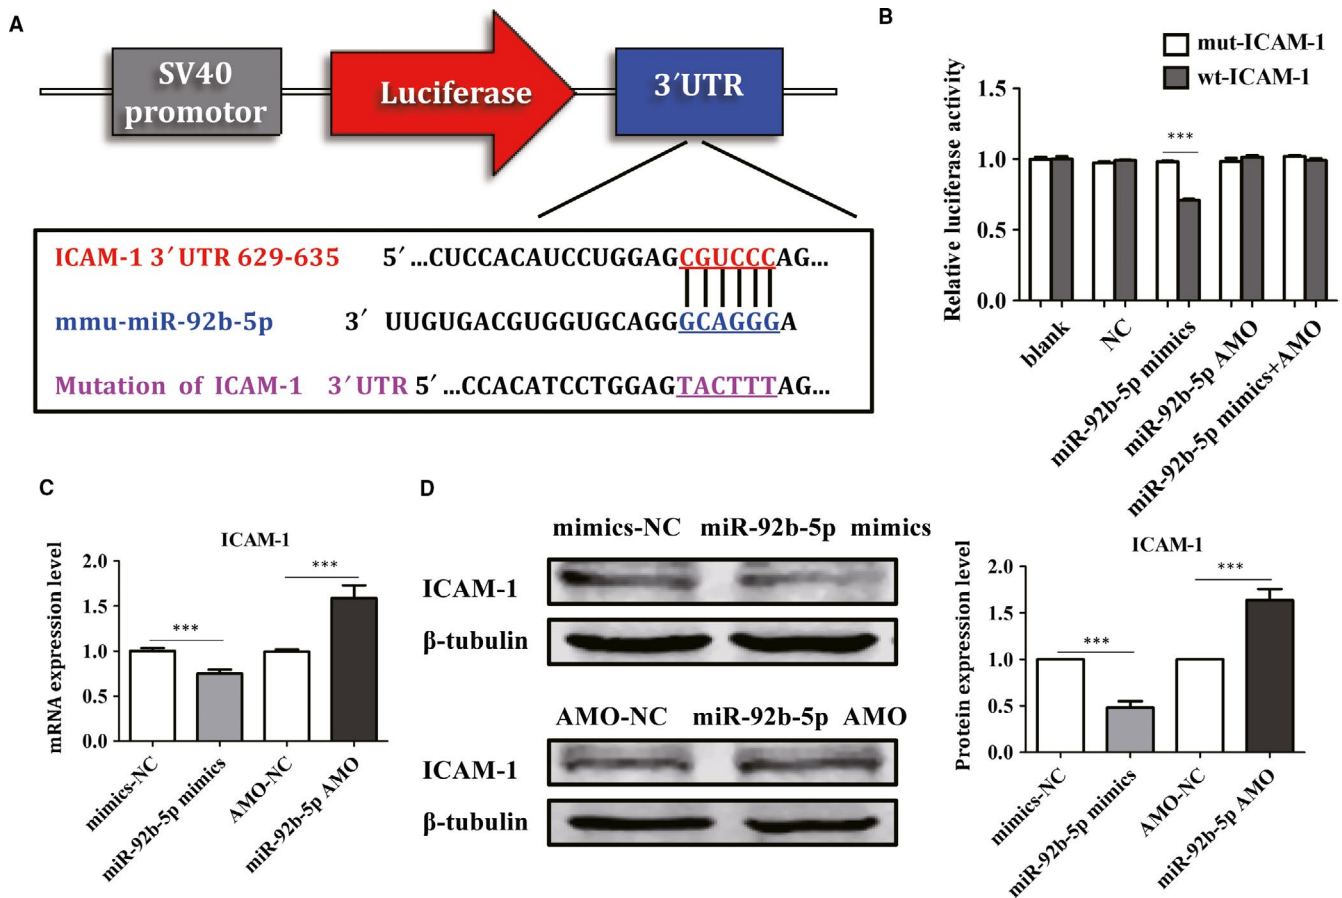 A
SV40
promotor
Luciferase
3′UTR
ICAM-1 3′UTR 629-635 5′ ...CUCCACAUCCUGGAGCGUCCCAG...
mmu-miR-92b-5p 3′ UUGUGACGUGGUGCAGGGCAGGGA
Mutation of ICAM-1 3′UTR 5′ ...CCACATCCTGGAGTACTTTAG...
B
mut-ICAM-1
wt-ICAM-1
Relative luciferase activity
1.5
1.0
0.5
0.0
***
blank
NC
miR-92b-5p mimics
miR-92b-5p AMO
miR-92b-5p mimics+AMO
C
ICAM-1
mRNA expression level
2.0
1.5
1.0
0.5
0.0
***
***
mimics-NC
miR-92b-5p mimics
AMO-NC
miR-92b-5p AMO
D
mimics-NC miR-92b-5p mimics
ICAM-1
β-tubulin
AMO-NC miR-92b-5p AMO
ICAM-1
β-tubulin
ICAM-1
Protein expression level
2.0
1.5
1.0
0.5
0.0
***
***
mimics-NC
miR-92b-5p mimics
AMO-NC
miR-92b-5p AMO